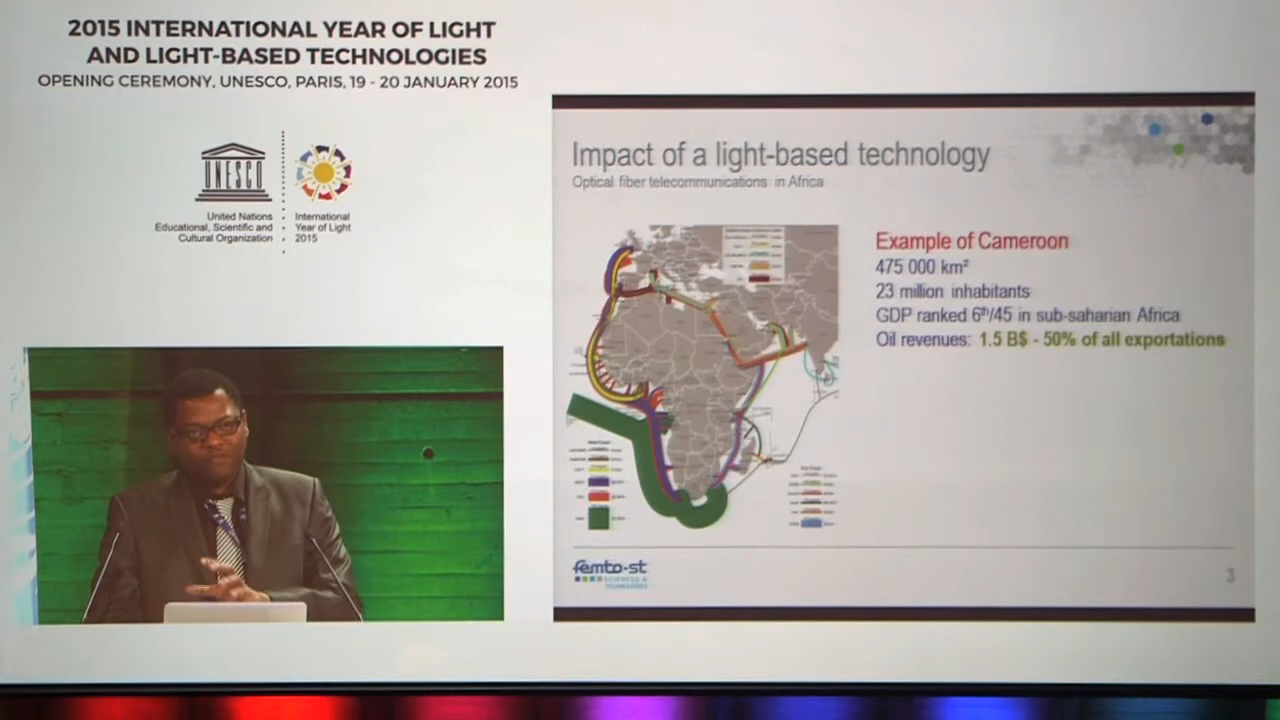 2015 INTERNATIONAL YEAR OF LIGHT
AND LIGHT-BASED TECHNOLOGIES
OPENING CEREMONY, UNESCO, PARIS, 19 - 20 JANUARY 2015
UNESCO
United Nations
Educational, Scientific and
Cultural Organization
International
Year of Light
2015
Impact of a light-based technology
Optical fiber telecommunications in Africa
Example of Cameroon
475 000 km²
23 million inhabitants
GDP ranked 6th/45 in sub-saharian Africa
Oil revenues: 1.5 B$ - 50% of all exportations
femto-st
SCIENCES &
TECHNOLOGIES
3